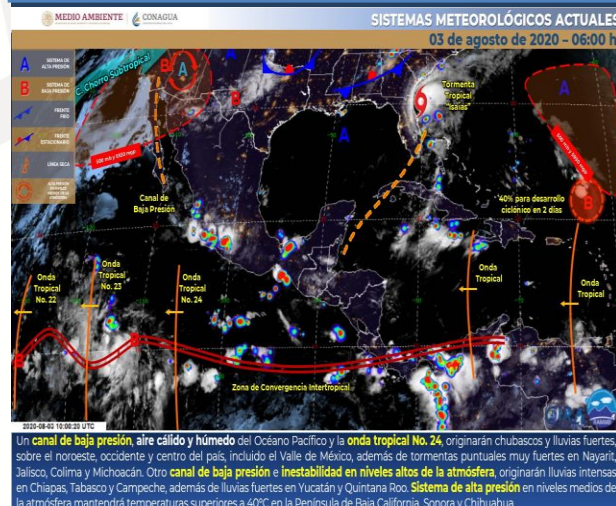 MEDIO AMBIENTE
CONAGUA
SISTEMAS METEOROLÓGICOS ACTUALES
03 de agosto de 2020 – 06:00 h
A SISTEMA DE ALTA PRESIÓN
B SISTEMA DE BAJA PRESIÓN
FRENTE FRÍO
FRENTE ESTACIONARIO
LÍNEA SECA
C. Chorro Subtropical
B
A
A
B
Tormenta
Tropical
"Isaías"
A
A
500 mb y 1500 mgp
B
Canal de
Baja Presión
40% para desarrollo
ciclónico en 2 días
Onda
Tropical
No. 22
Onda
Tropical
No. 23
Onda
Tropical
No. 24
Onda
Tropical
Onda
Tropical
B
B
Zona de Convergencia Intertropical
2020-08-03 10:00:20 UTC
Un canal de baja presión, aire cálido y húmedo del Océano Pacífico y la onda tropical No. 24, originarán chubascos y lluvias fuertes,
sobre el noroeste, occidente y centro del país, incluido el Valle de México, además de tormentas puntuales muy fuertes en Nayarit,
Jalisco, Colima y Michoacán. Otro canal de baja presión e inestabilidad en niveles altos de la atmósfera, originarán lluvias intensas
en Chiapas, Tabasco y Campeche, además de lluvias fuertes en Yucatán y Quintana Roo. Sistema de alta presión en niveles medios de
la atmósfera mantendrá temperaturas superiores a 40°C en la Península de Baja California, Sonora y Chihuahua.